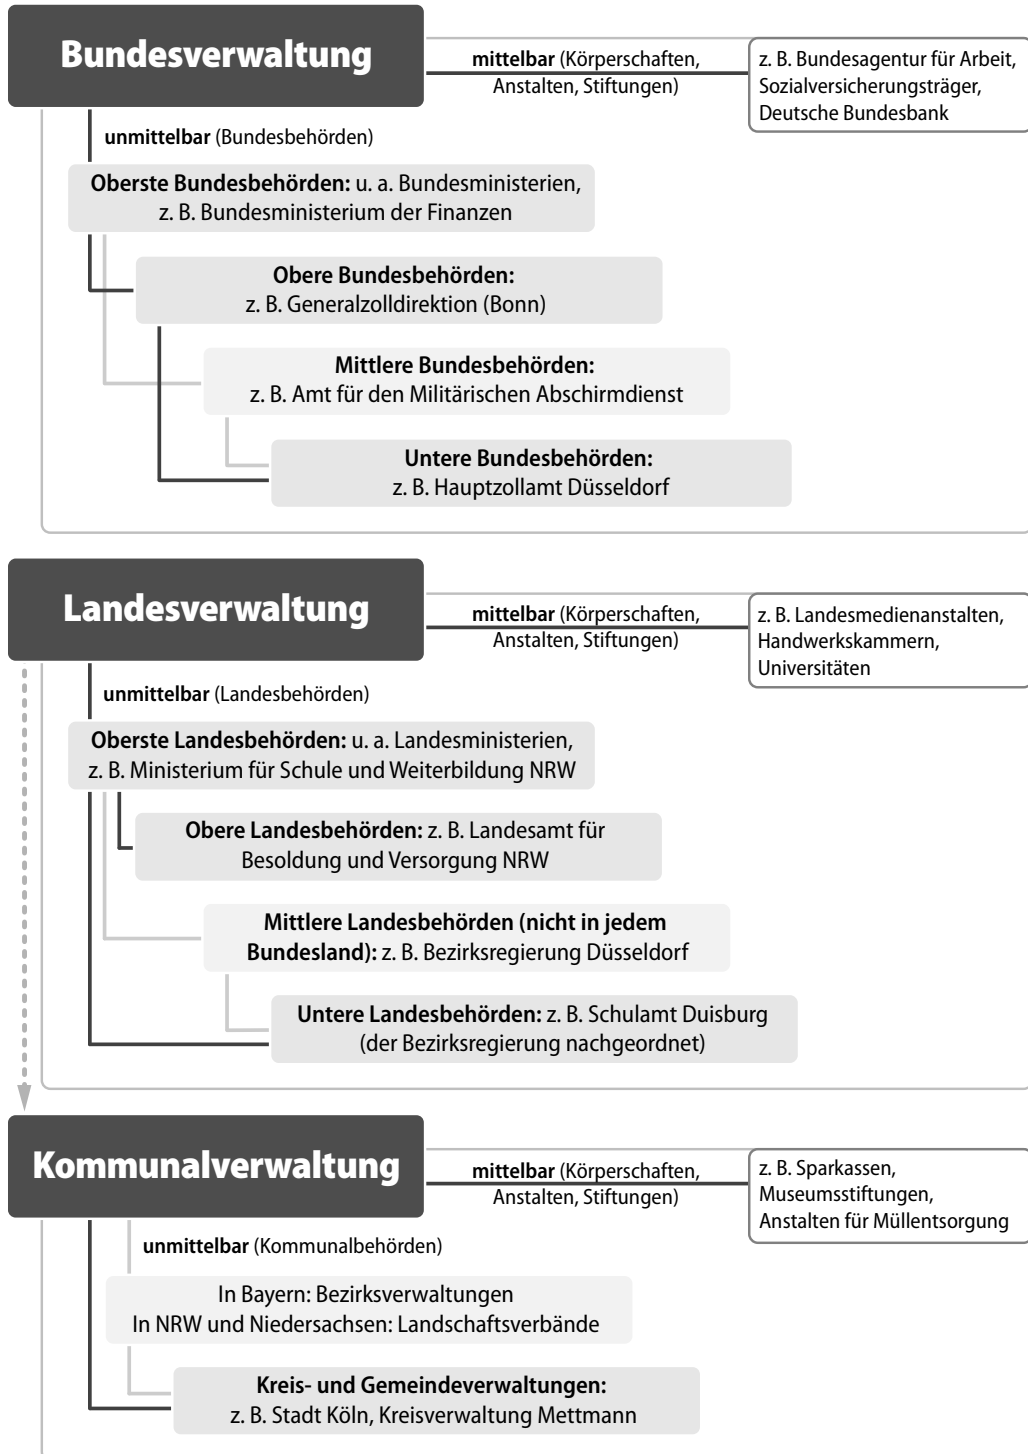 Bundesverwaltung
mittelbar (Körperschaften,
Anstalten, Stiftungen)
z. B. Bundesagentur für Arbeit,
Sozialversicherungsträger,
Deutsche Bundesbank
unmittelbar (Bundesbehörden)
Oberste Bundesbehörden: u. a. Bundesministerien,
z. B. Bundesministerium der Finanzen
Obere Bundesbehörden:
z. B. Generalzolldirektion (Bonn)
Mittlere Bundesbehörden:
z. B. Amt für den Militärischen Abschirmdienst
Untere Bundesbehörden:
z. B. Hauptzollamt Düsseldorf
Landesverwaltung
mittelbar (Körperschaften,
Anstalten, Stiftungen)
z. B. Landesmedienanstalten,
Handwerkskammern,
Universitäten
unmittelbar (Landesbehörden)
Oberste Landesbehörden: u. a. Landesministerien,
z. B. Ministerium für Schule und Weiterbildung NRW
Obere Landesbehörden: z. B. Landesamt für
Besoldung und Versorgung NRW
Mittlere Landesbehörden (nicht in jedem
Bundesland): z. B. Bezirksregierung Düsseldorf
Untere Landesbehörden: z. B. Schulamt Duisburg
(der Bezirksregierung nachgeordnet)
Kommunalverwaltung
mittelbar (Körperschaften,
Anstalten, Stiftungen)
z. B. Sparkassen,
Museumsstiftungen,
Anstalten für Müllentsorgung
unmittelbar (Kommunalbehörden)
In Bayern: Bezirksverwaltungen
In NRW und Niedersachsen: Landschaftsverbände
Kreis- und Gemeindeverwaltungen:
z. B. Stadt Köln, Kreisverwaltung Mettmann